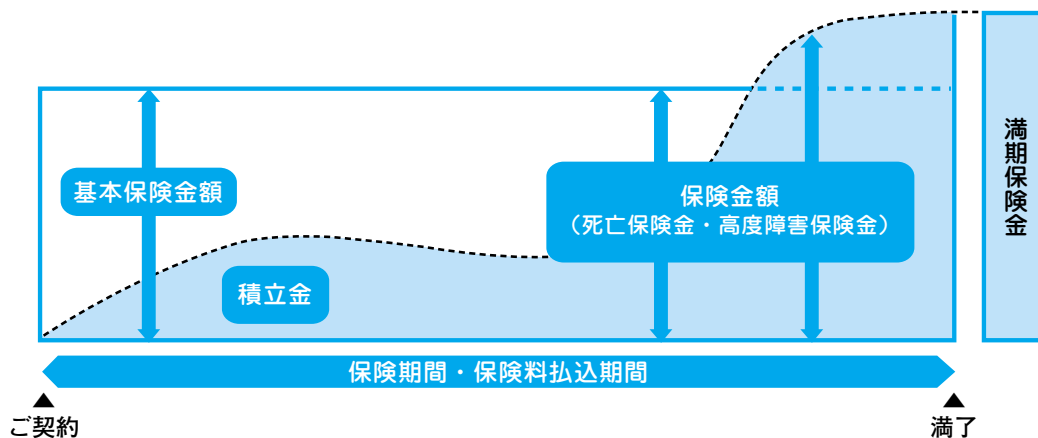 基本保険金額
保険金額
（死亡保険金・高度障害保険金）
積立金
満期保険金
保険期間・保険料払込期間
ご契約
満了